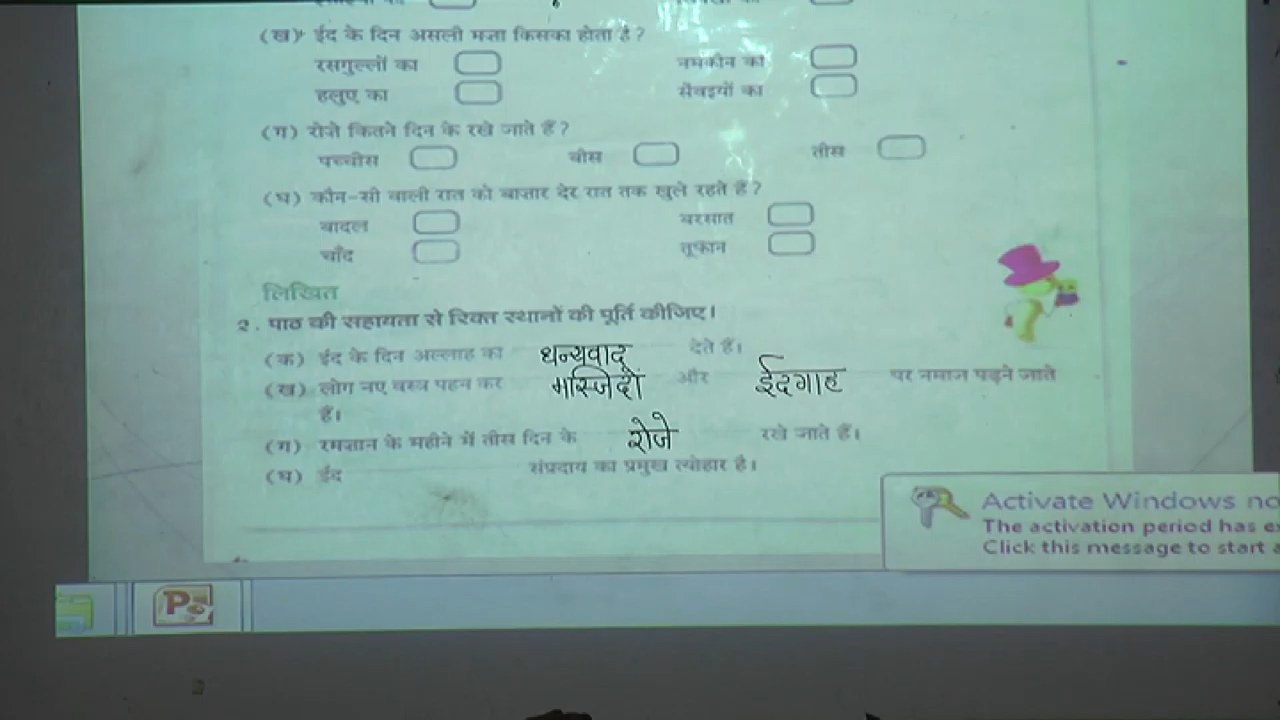 (ख) ईद के दिन असली मज़ा किसका होता है?
रसगुल्लों का नमकीन का
हलुए का सेंवइयों का
(ग) रोज़े कितने दिन के रखे जाते हैं?
पच्चीस बीस तीस
(घ) कौन-सी वाली रात को बाज़ार देर रात तक खुले रहते हैं?
बादल बरसात
चाँद तूफ़ान
लिखित
२. पाठ की सहायता से रिक्त स्थानों की पूर्ति कीजिए।
(क) ईद के दिन अल्लाह का धन्यवाद देते हैं।
(ख) लोग नए वस्त्र पहन कर मस्जिदों और ईदगाह पर नमाज पढ़ने जाते
हैं।
(ग) रमज़ान के महीने में तीस दिन के रोजे रखे जाते हैं।
(घ) ईद संप्रदाय का प्रमुख त्योहार है।
Activate Windows
The activation period has
Click this message to start